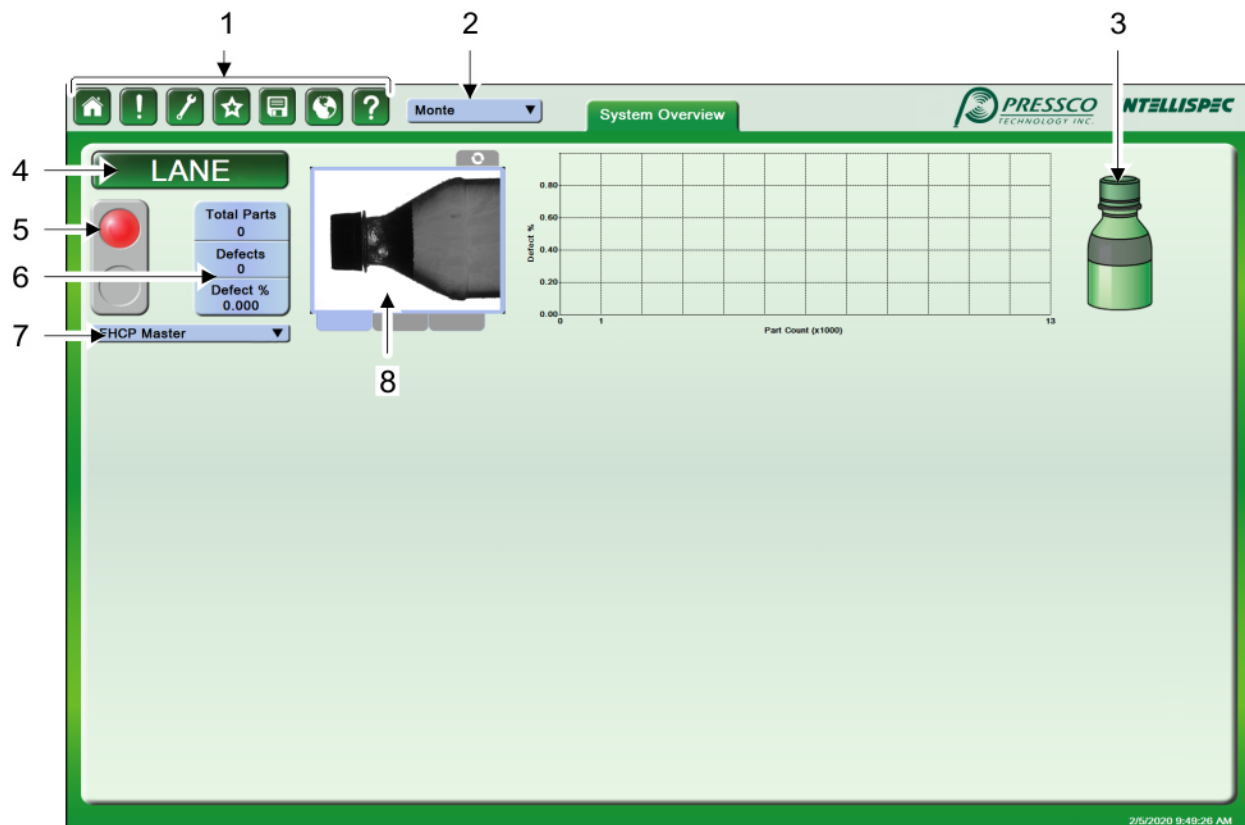 1
2
3
Monte
System Overview
PRESSCO
TECHNOLOGY INC.
NTELLISPEC
4
LANE
5
6
Total Parts
0
Defects
0
Defect %
0.000
7
FHCP Master
8
Defect %
0.80
0.60
0.40
0.20
0.00
0
1
13
Part Count (x1000)
2/5/2020 9:49:26 AM